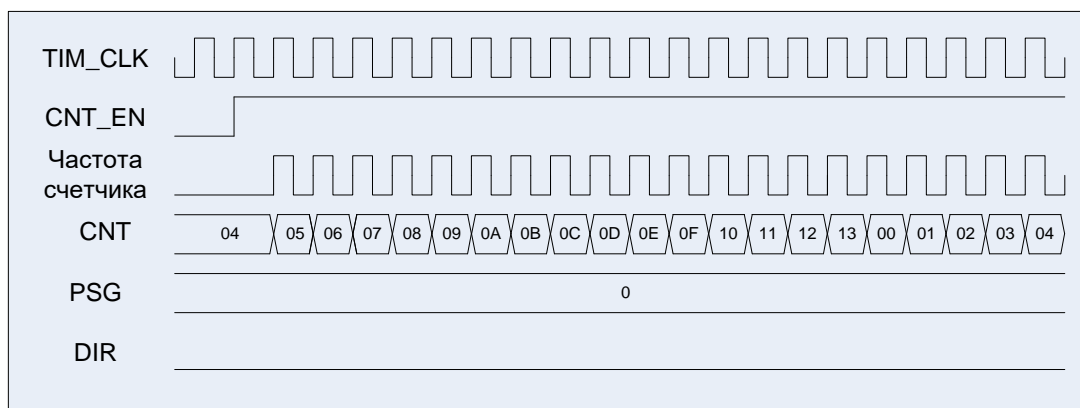 TIM_CLK
CNT_EN
Частота
счетчика
CNT 04 05 06 07 08 09 0A 0B 0C 0D 0E 0F 10 11 12 13 00 01 02 03 04
PSG 0
DIR